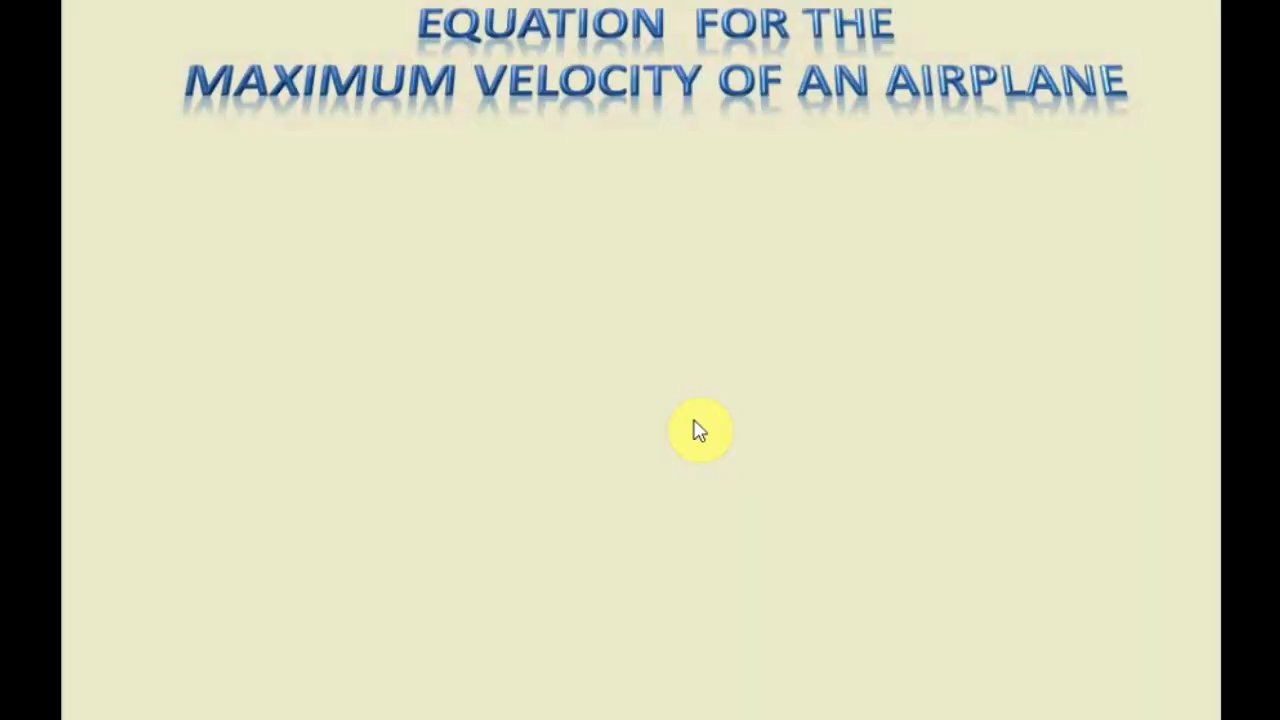 EQUATION FOR THE
MAXIMUM VELOCITY OF AN AIRPLANE